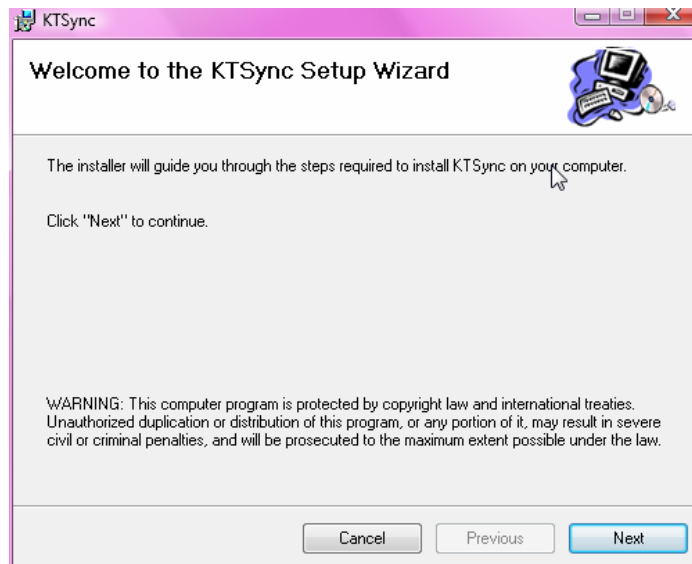 KTSync
Welcome to the KTSync Setup Wizard
The installer will guide you through the steps required to install KTSync on your computer.
Click "Next" to continue.
WARNING: This computer program is protected by copyright law and international treaties.
Unauthorized duplication or distribution of this program, or any portion of it, may result in severe
civil or criminal penalties, and will be prosecuted to the maximum extent possible under the law.
Cancel
Previous
Next